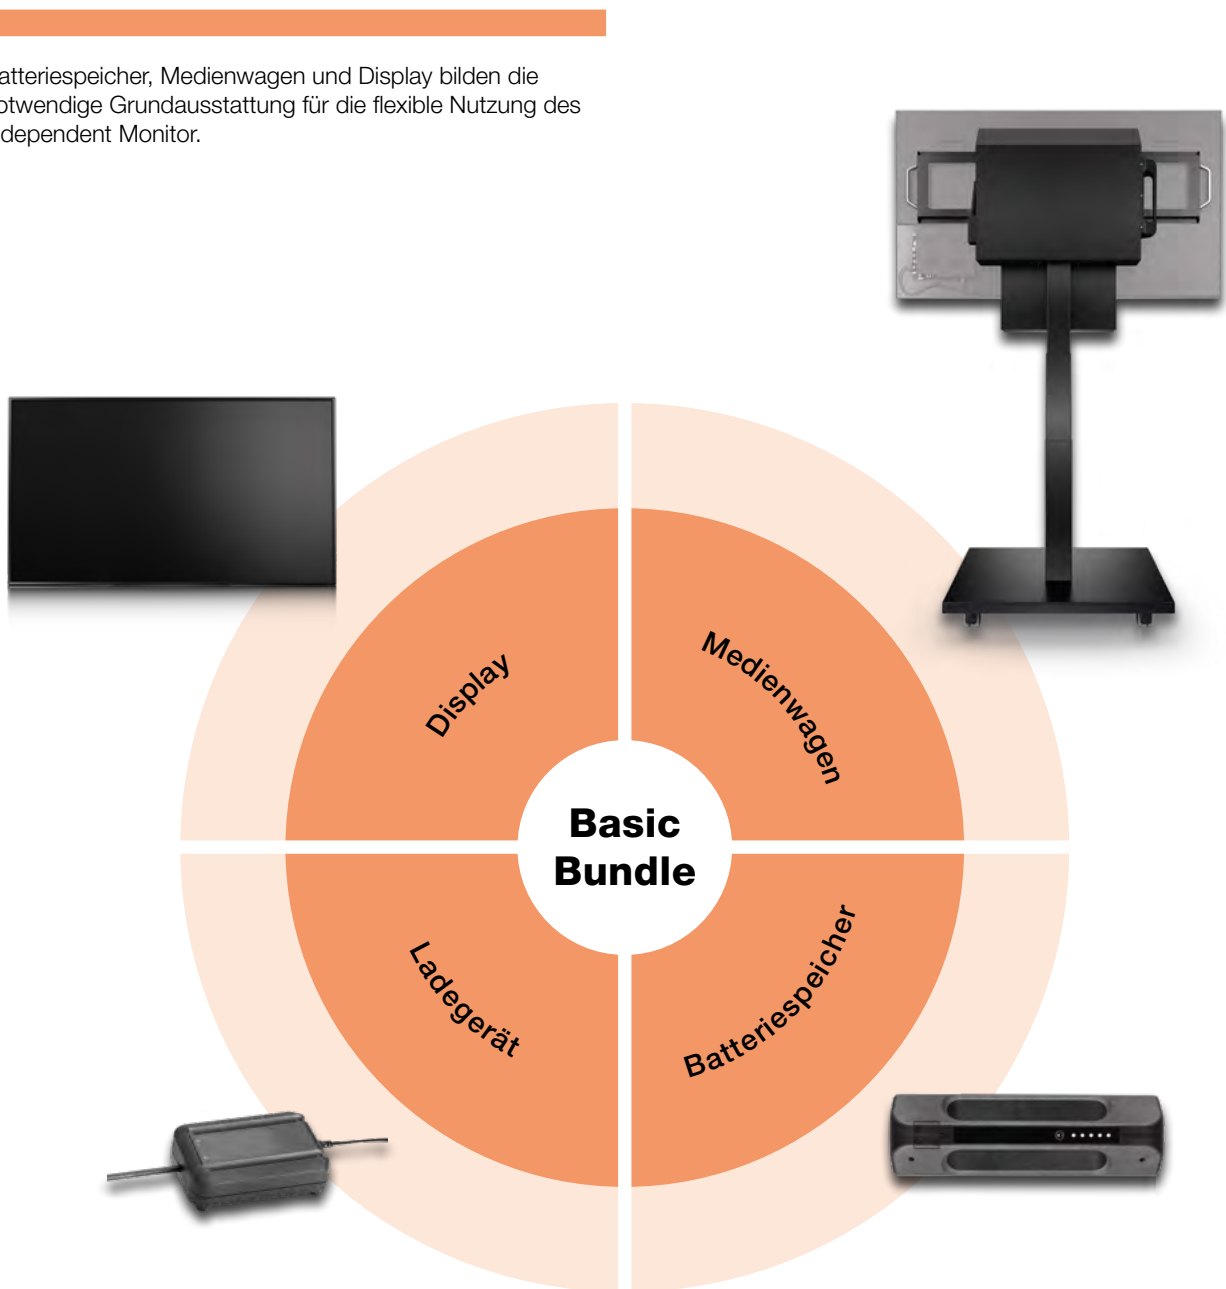 atteriespeicher, Medienwagen und Display bilden die
otwendige Grundausstattung für die flexible Nutzung des
dependent Monitor.
Display
Medienwagen
Basic
Bundle
Ladegerät
Batteriespeicher